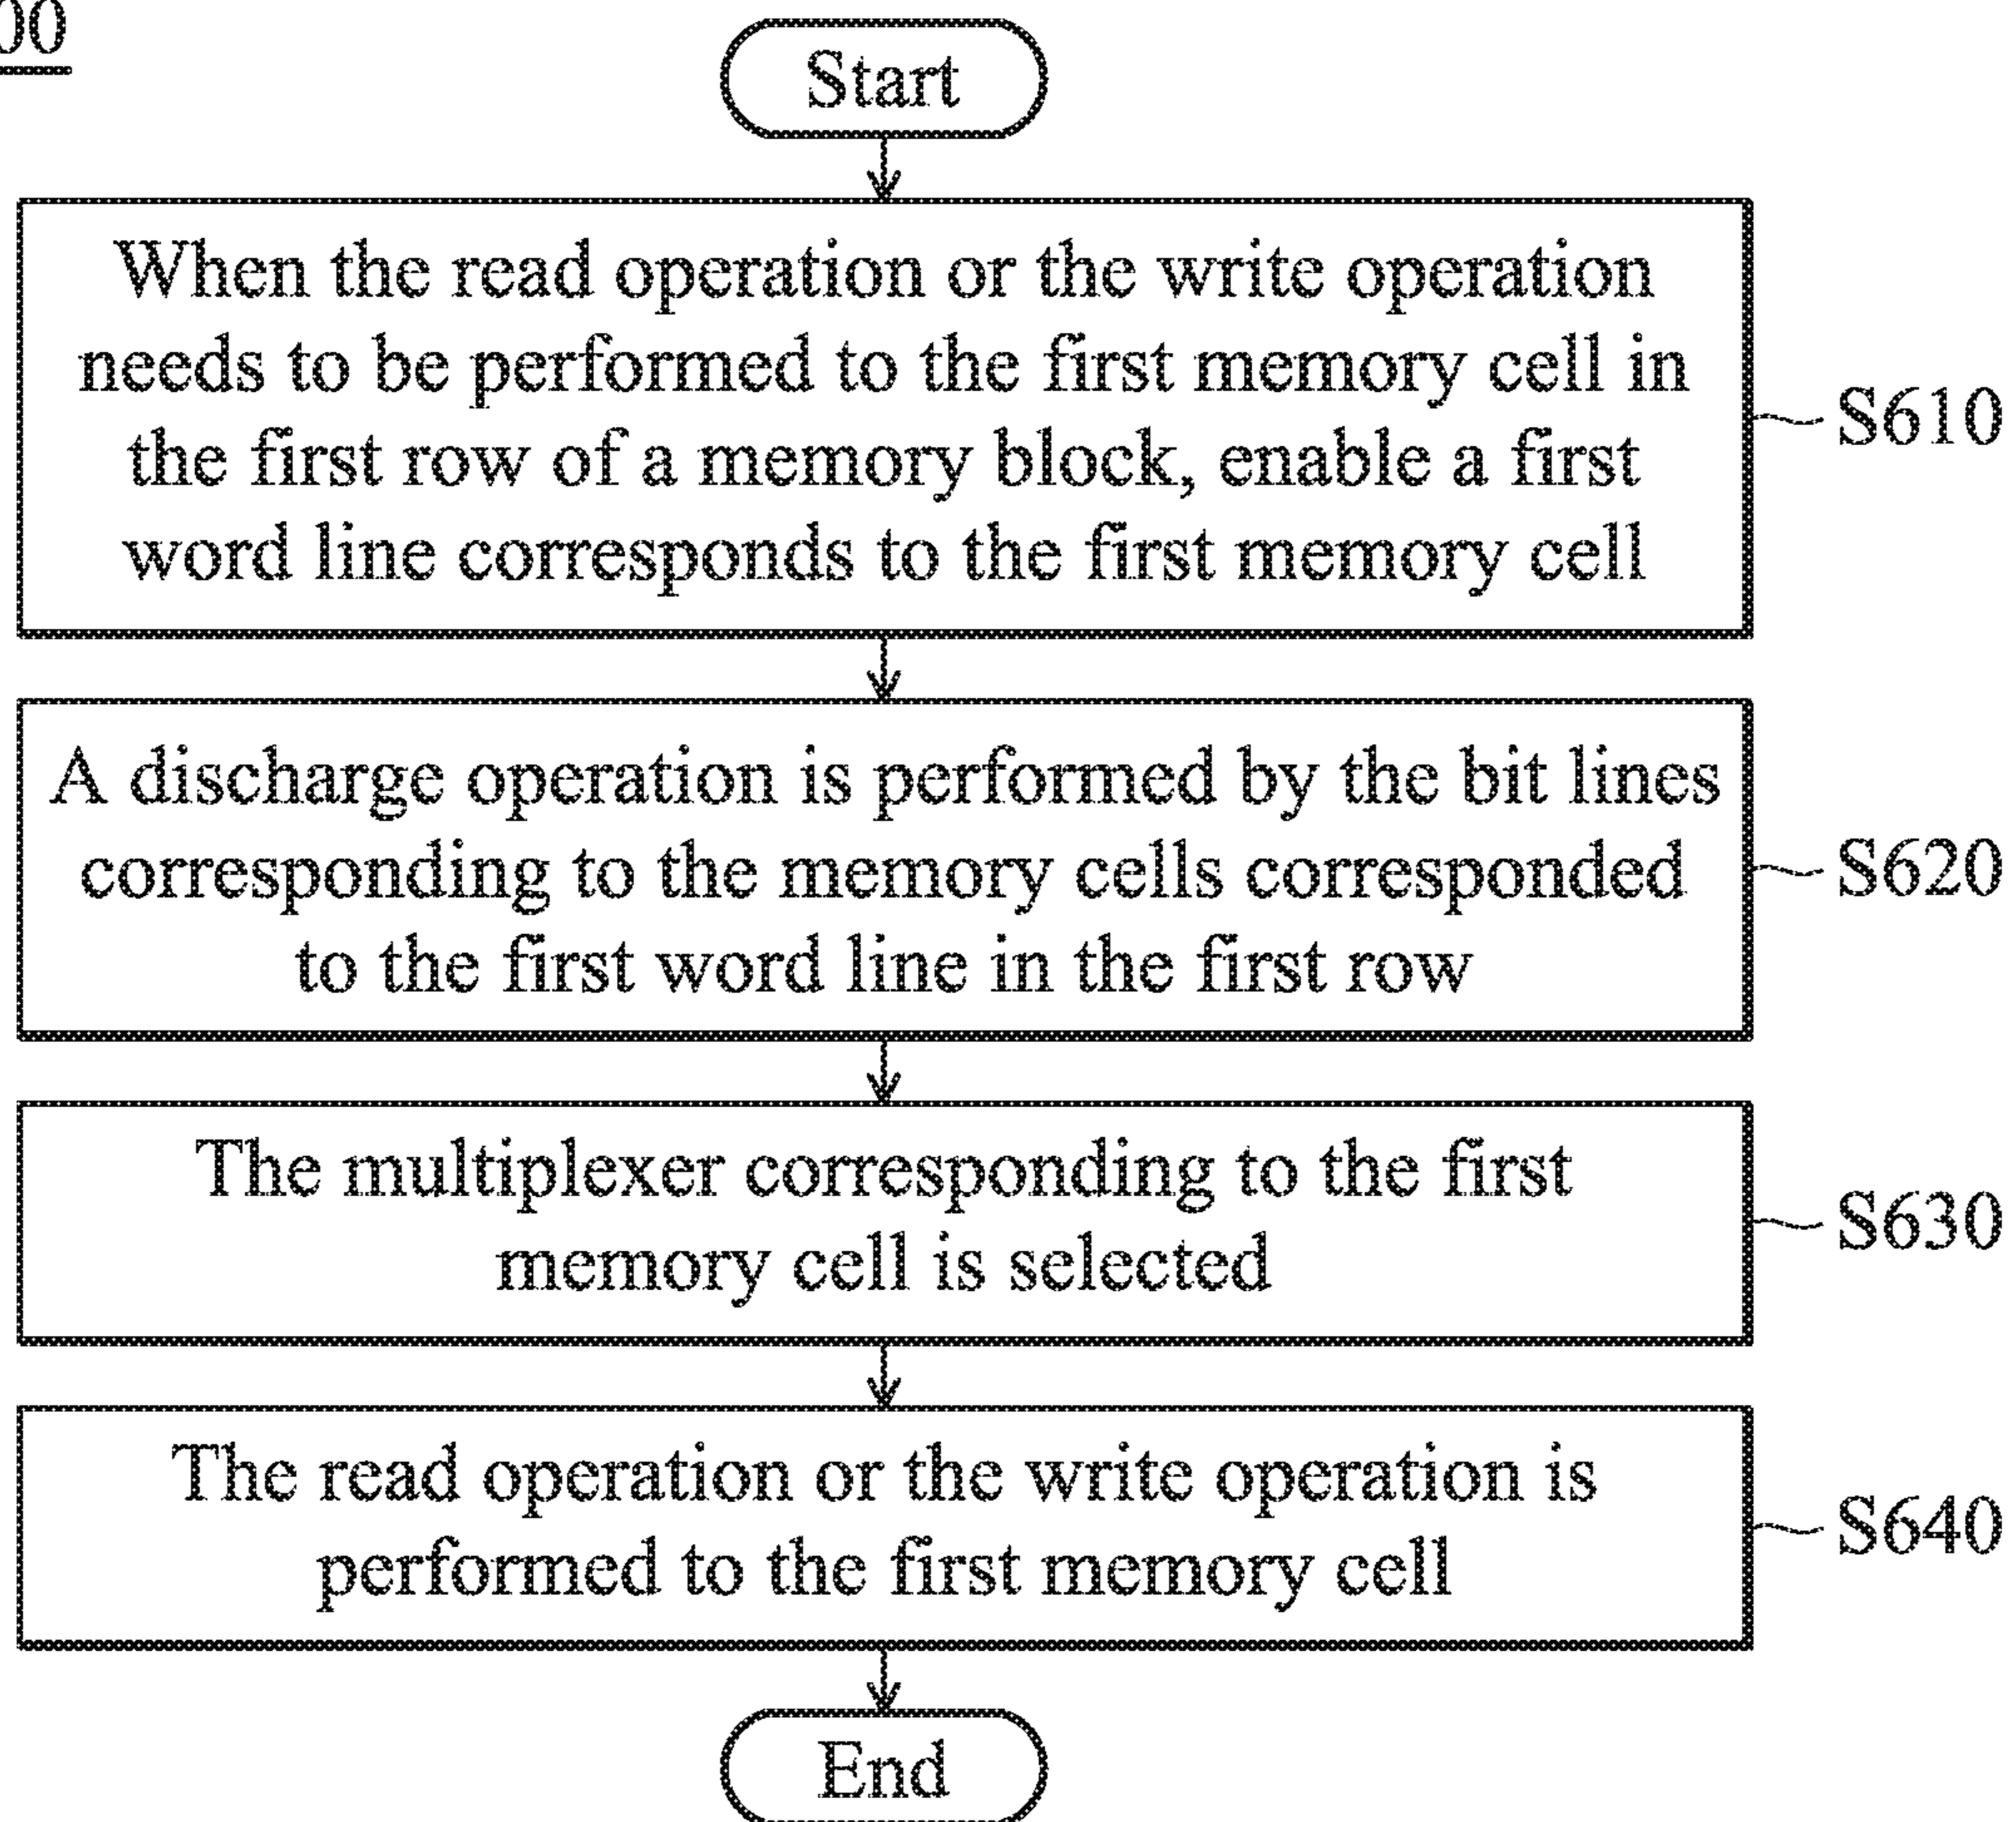 00
Start
When the read operation or the write operation
needs to be performed to the first memory cell in
the first row of a memory block, enable a first
word line corresponds to the first memory cell
S610
A discharge operation is performed by the bit lines
corresponding to the memory cells corresponded
to the first word line in the first row
S620
The multiplexer corresponding to the first
memory cell is selected
S630
The read operation or the write operation is
performed to the first memory cell
S640
End